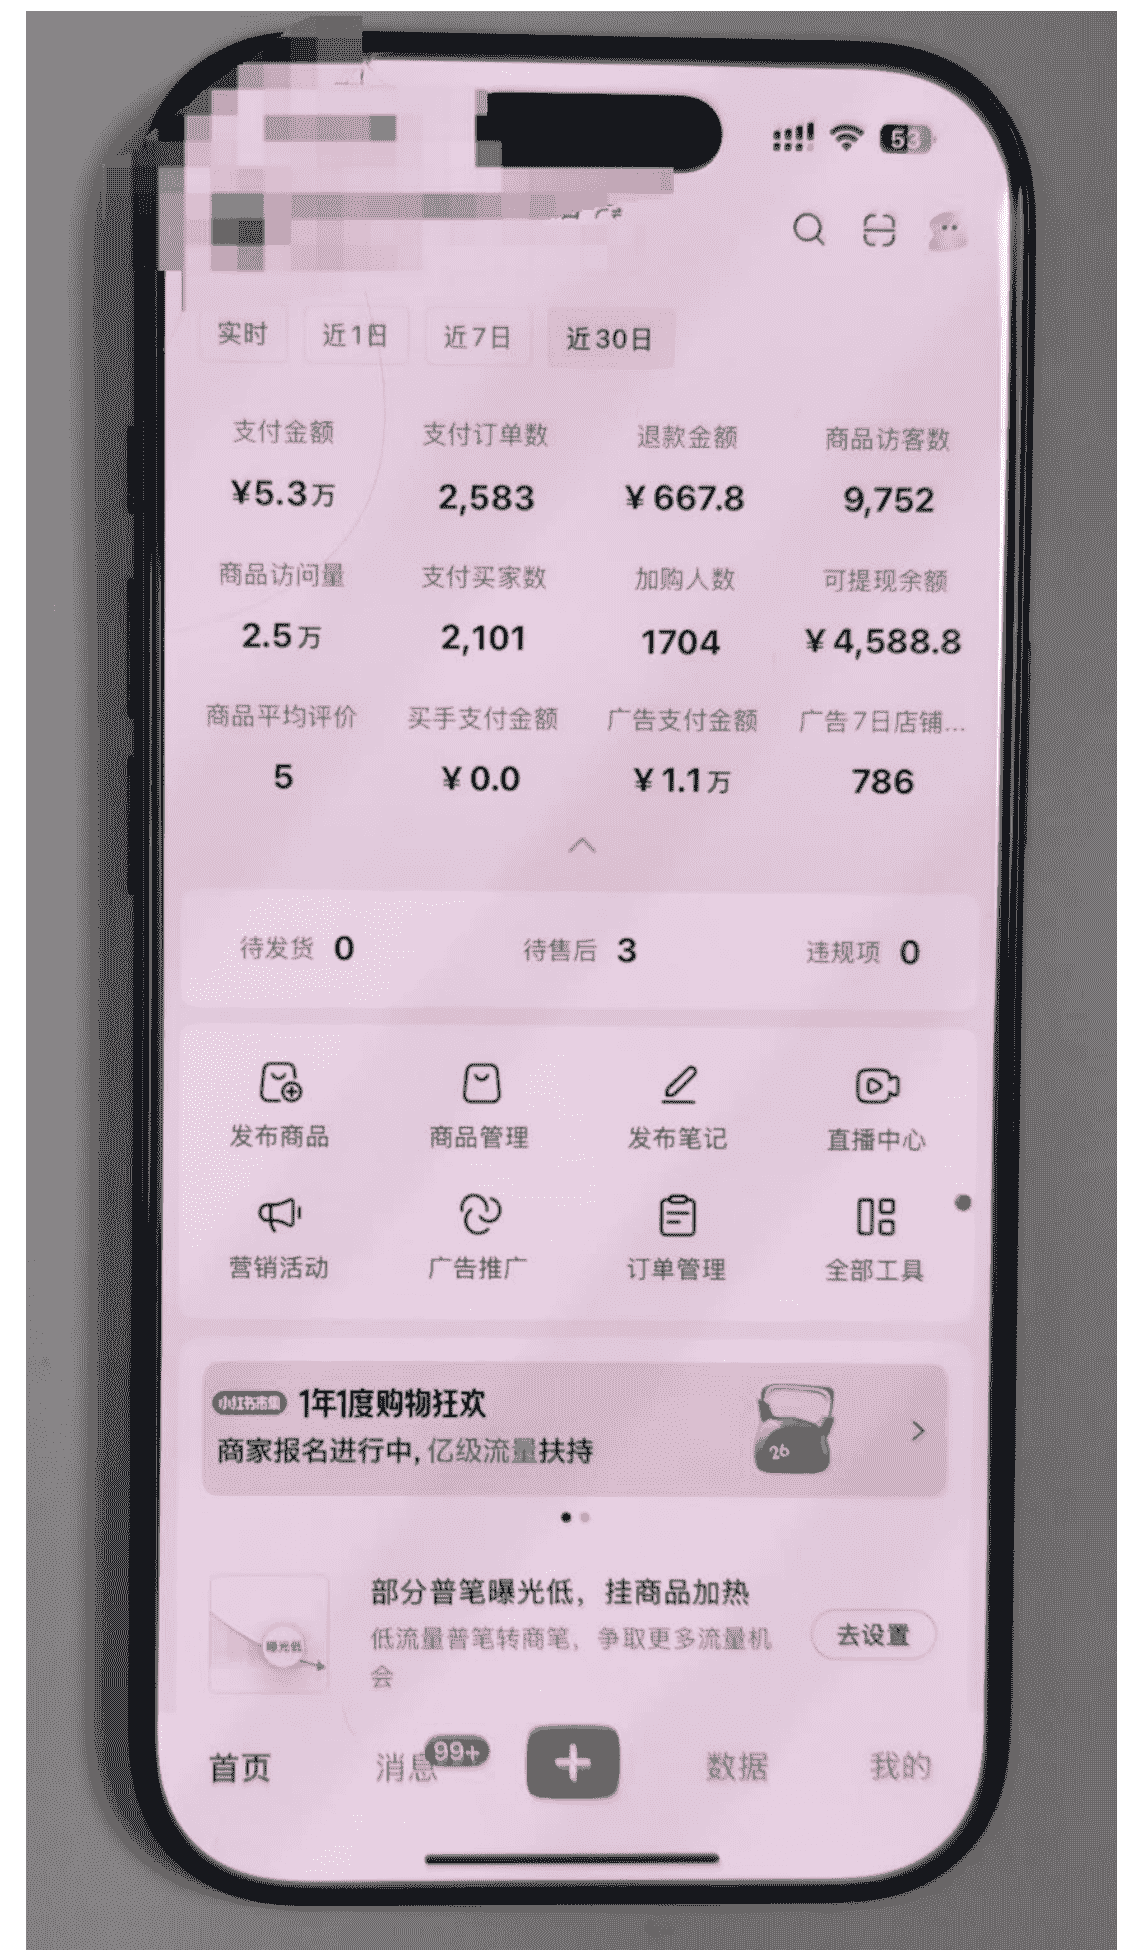 53
实时 近1日 近7日 近30日
支付金额 支付订单数 退款金额 商品访客数
¥5.3万 2,583 ¥667.8 9,752
商品访问量 支付买家数 加购人数 可提现余额
2.5万 2,101 1704 ¥4,588.8
商品平均评价 买手支付金额 广告支付金额 广告7日店铺...
5 ¥0.0 ¥1.1万 786
待发货 0 待售后 3 违规项 0
发布商品 商品管理 发布笔记 直播中心
营销活动 广告推广 订单管理 全部工具
小红书市集 1年1度购物狂欢
商家报名进行中,亿级流量扶持
26
部分普笔曝光低，挂商品加热
低流量普笔转商笔，争取更多流量机
会
曝光低
去设置
首页 消息 99+ 数据 我的